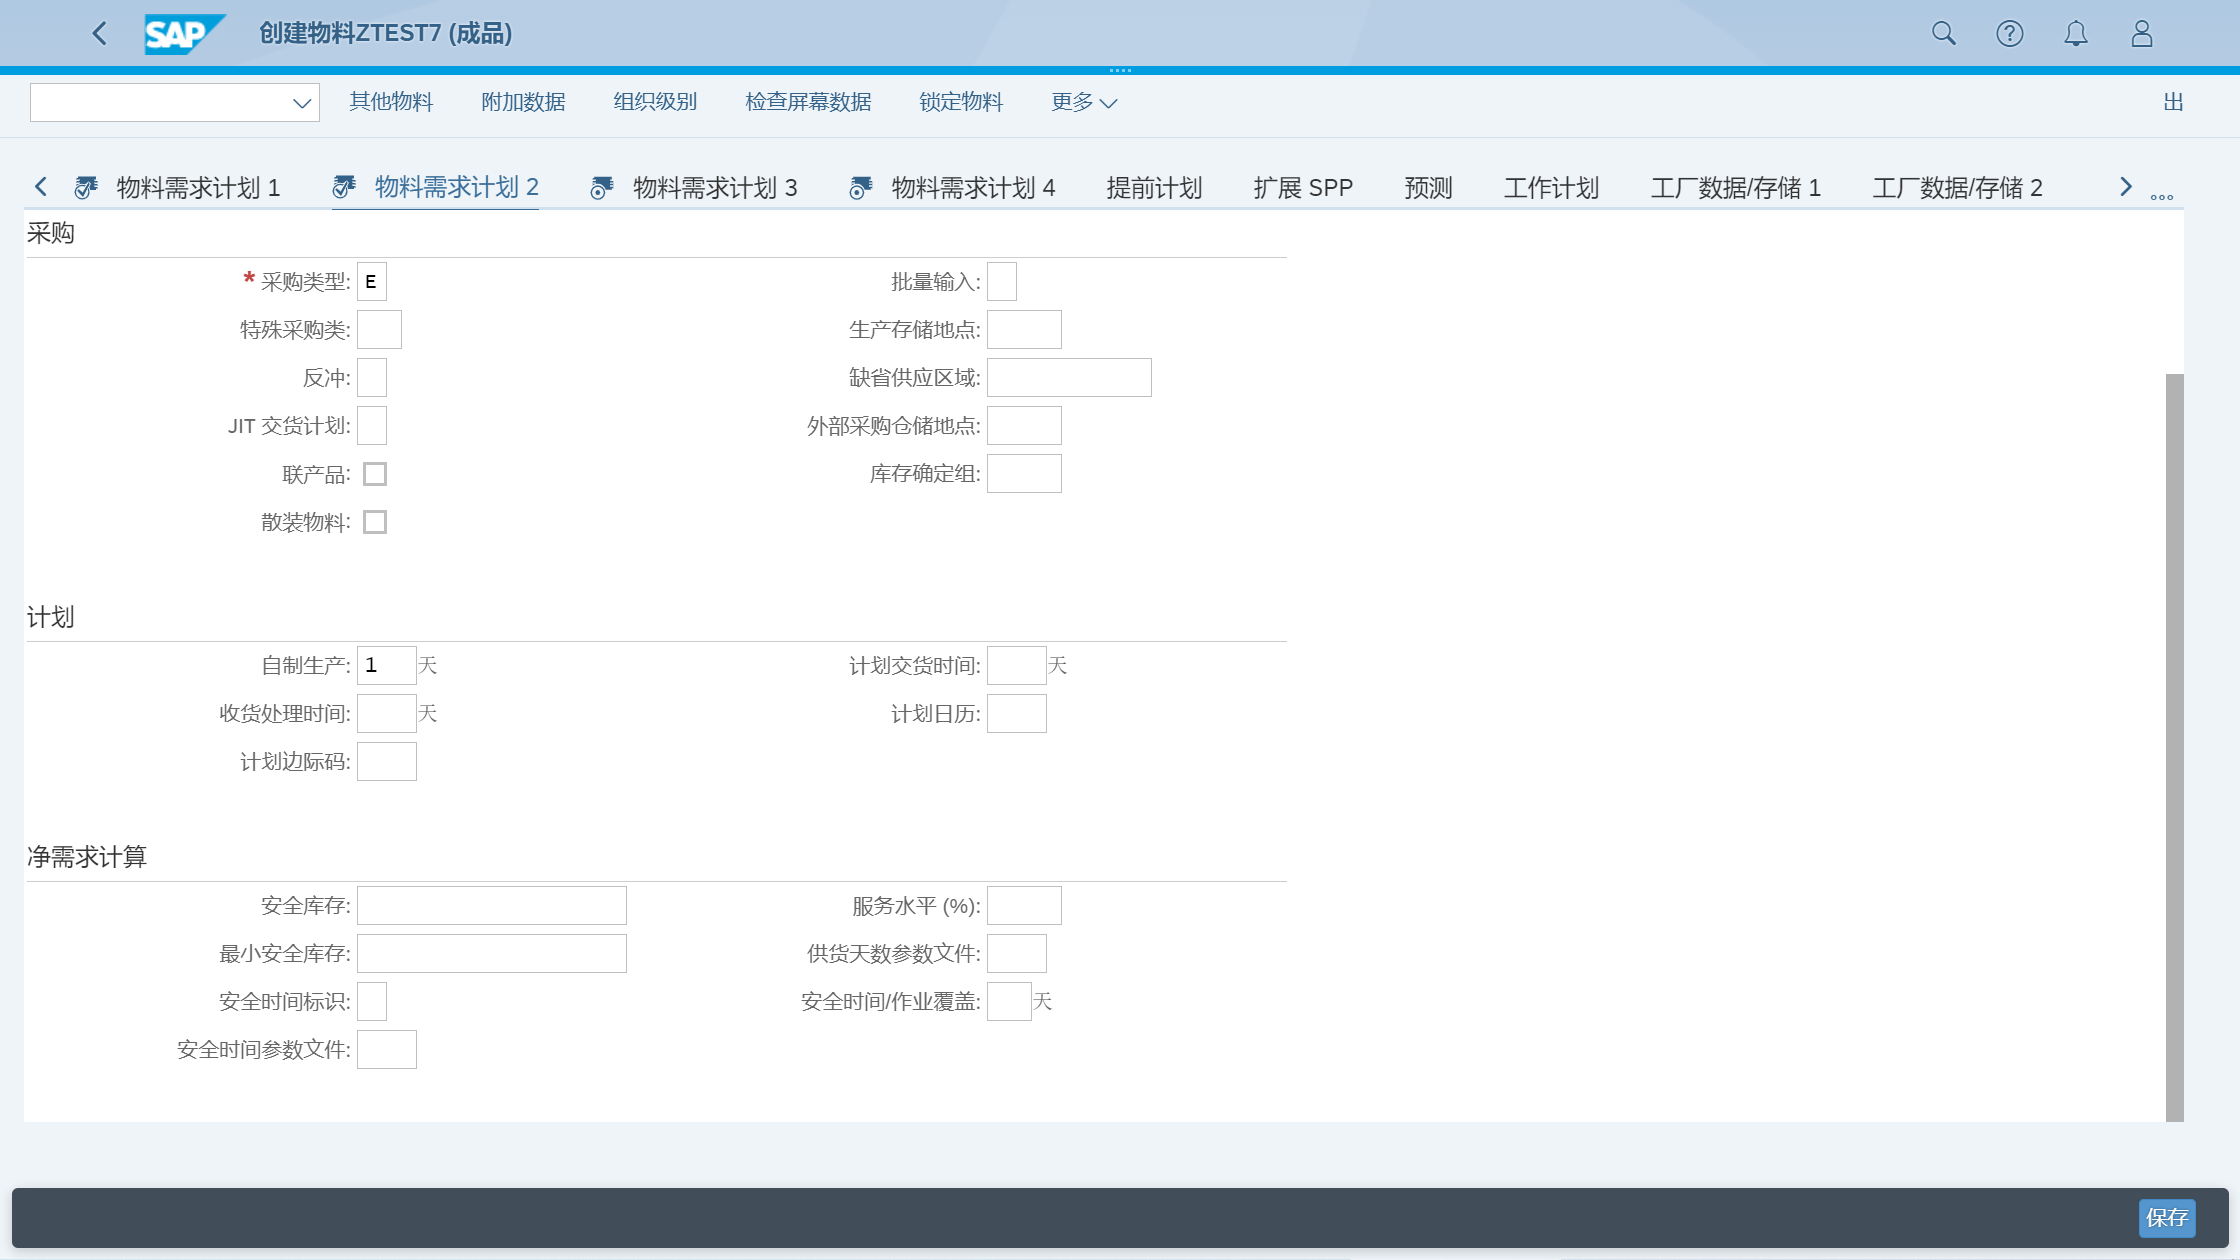 SAP 创建物料ZTEST7 (成品)
其他物料 附加数据 组织级别 检查屏幕数据 锁定物料 更多 出
物料需求计划 1 物料需求计划 2 物料需求计划 3 物料需求计划 4 提前计划 扩展 SPP 预测 工作计划 工厂数据/存储 1 工厂数据/存储 2
采购
* 采购类型: E 批量输入:
特殊采购类: 生产存储地点:
反冲: 缺省供应区域:
JIT 交货计划: 外部采购仓储地点:
联产品: 库存确定组:
散装物料:
计划
自制生产: 1 天 计划交货时间: 天
收货处理时间: 天 计划日历:
计划边际码:
净需求计算
安全库存: 服务水平 (%):
最小安全库存: 供货天数参数文件:
安全时间标识: 安全时间/作业覆盖: 天
安全时间参数文件:
保存